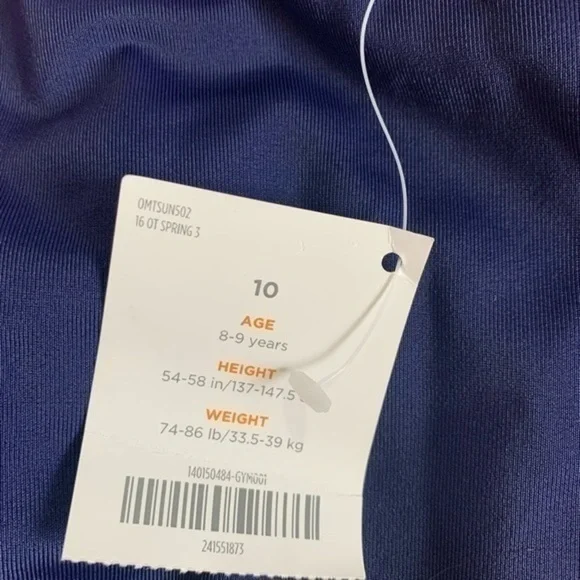 OMTSUN502
16 OT SPRING 3
10
AGE
8-9 years
HEIGHT
54-58 in/137-147.5
WEIGHT
74-86 lb/33.5-39 kg
140150484-GYM001
241551873